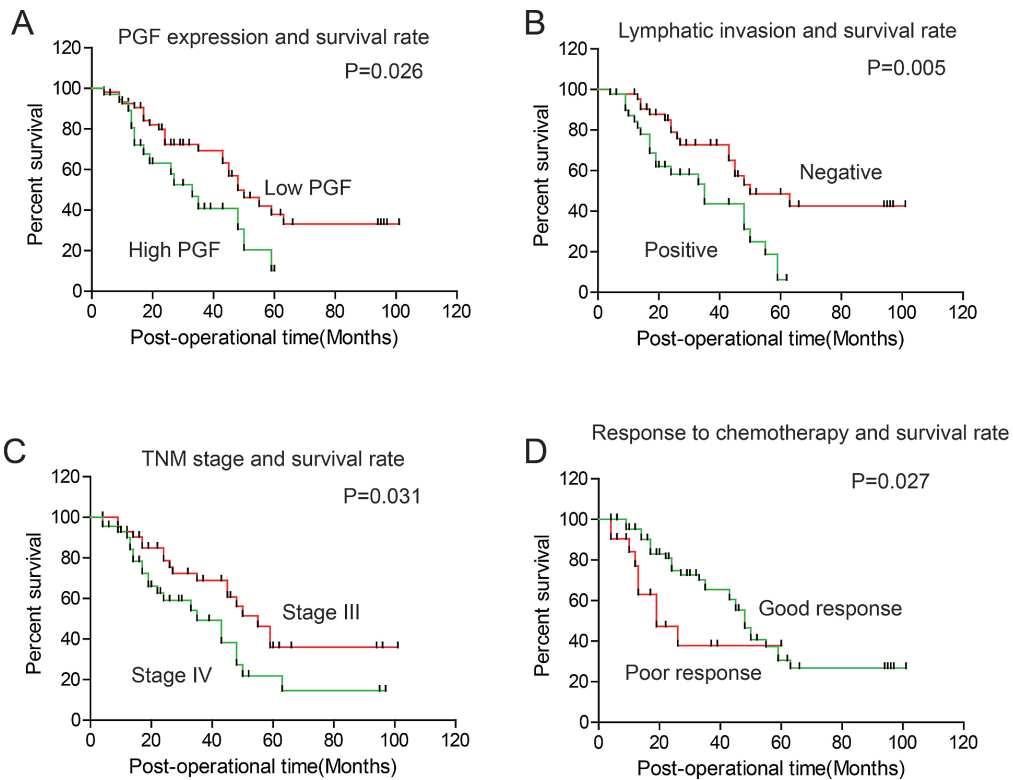 A
PGF expression and survival rate
P=0.026
120
100
80
60
40
20
0
Percent survival
Low PGF
High PGF
0 20 40 60 80 100 120
Post-operational time(Months)
B
Lymphatic invasion and survival rate
P=0.005
120
100
80
60
40
20
0
Percent survival
Negative
Positive
0 20 40 60 80 100 120
Post-operational time(Months)
C
TNM stage and survival rate
P=0.031
120
100
80
60
40
20
0
Percent survival
Stage III
Stage IV
0 20 40 60 80 100 120
Post-operational time(Months)
D
Response to chemotherapy and survival rate
P=0.027
120
100
80
60
40
20
0
Percent survival
Good response
Poor response
0 20 40 60 80 100 120
Post-operational time(Months)